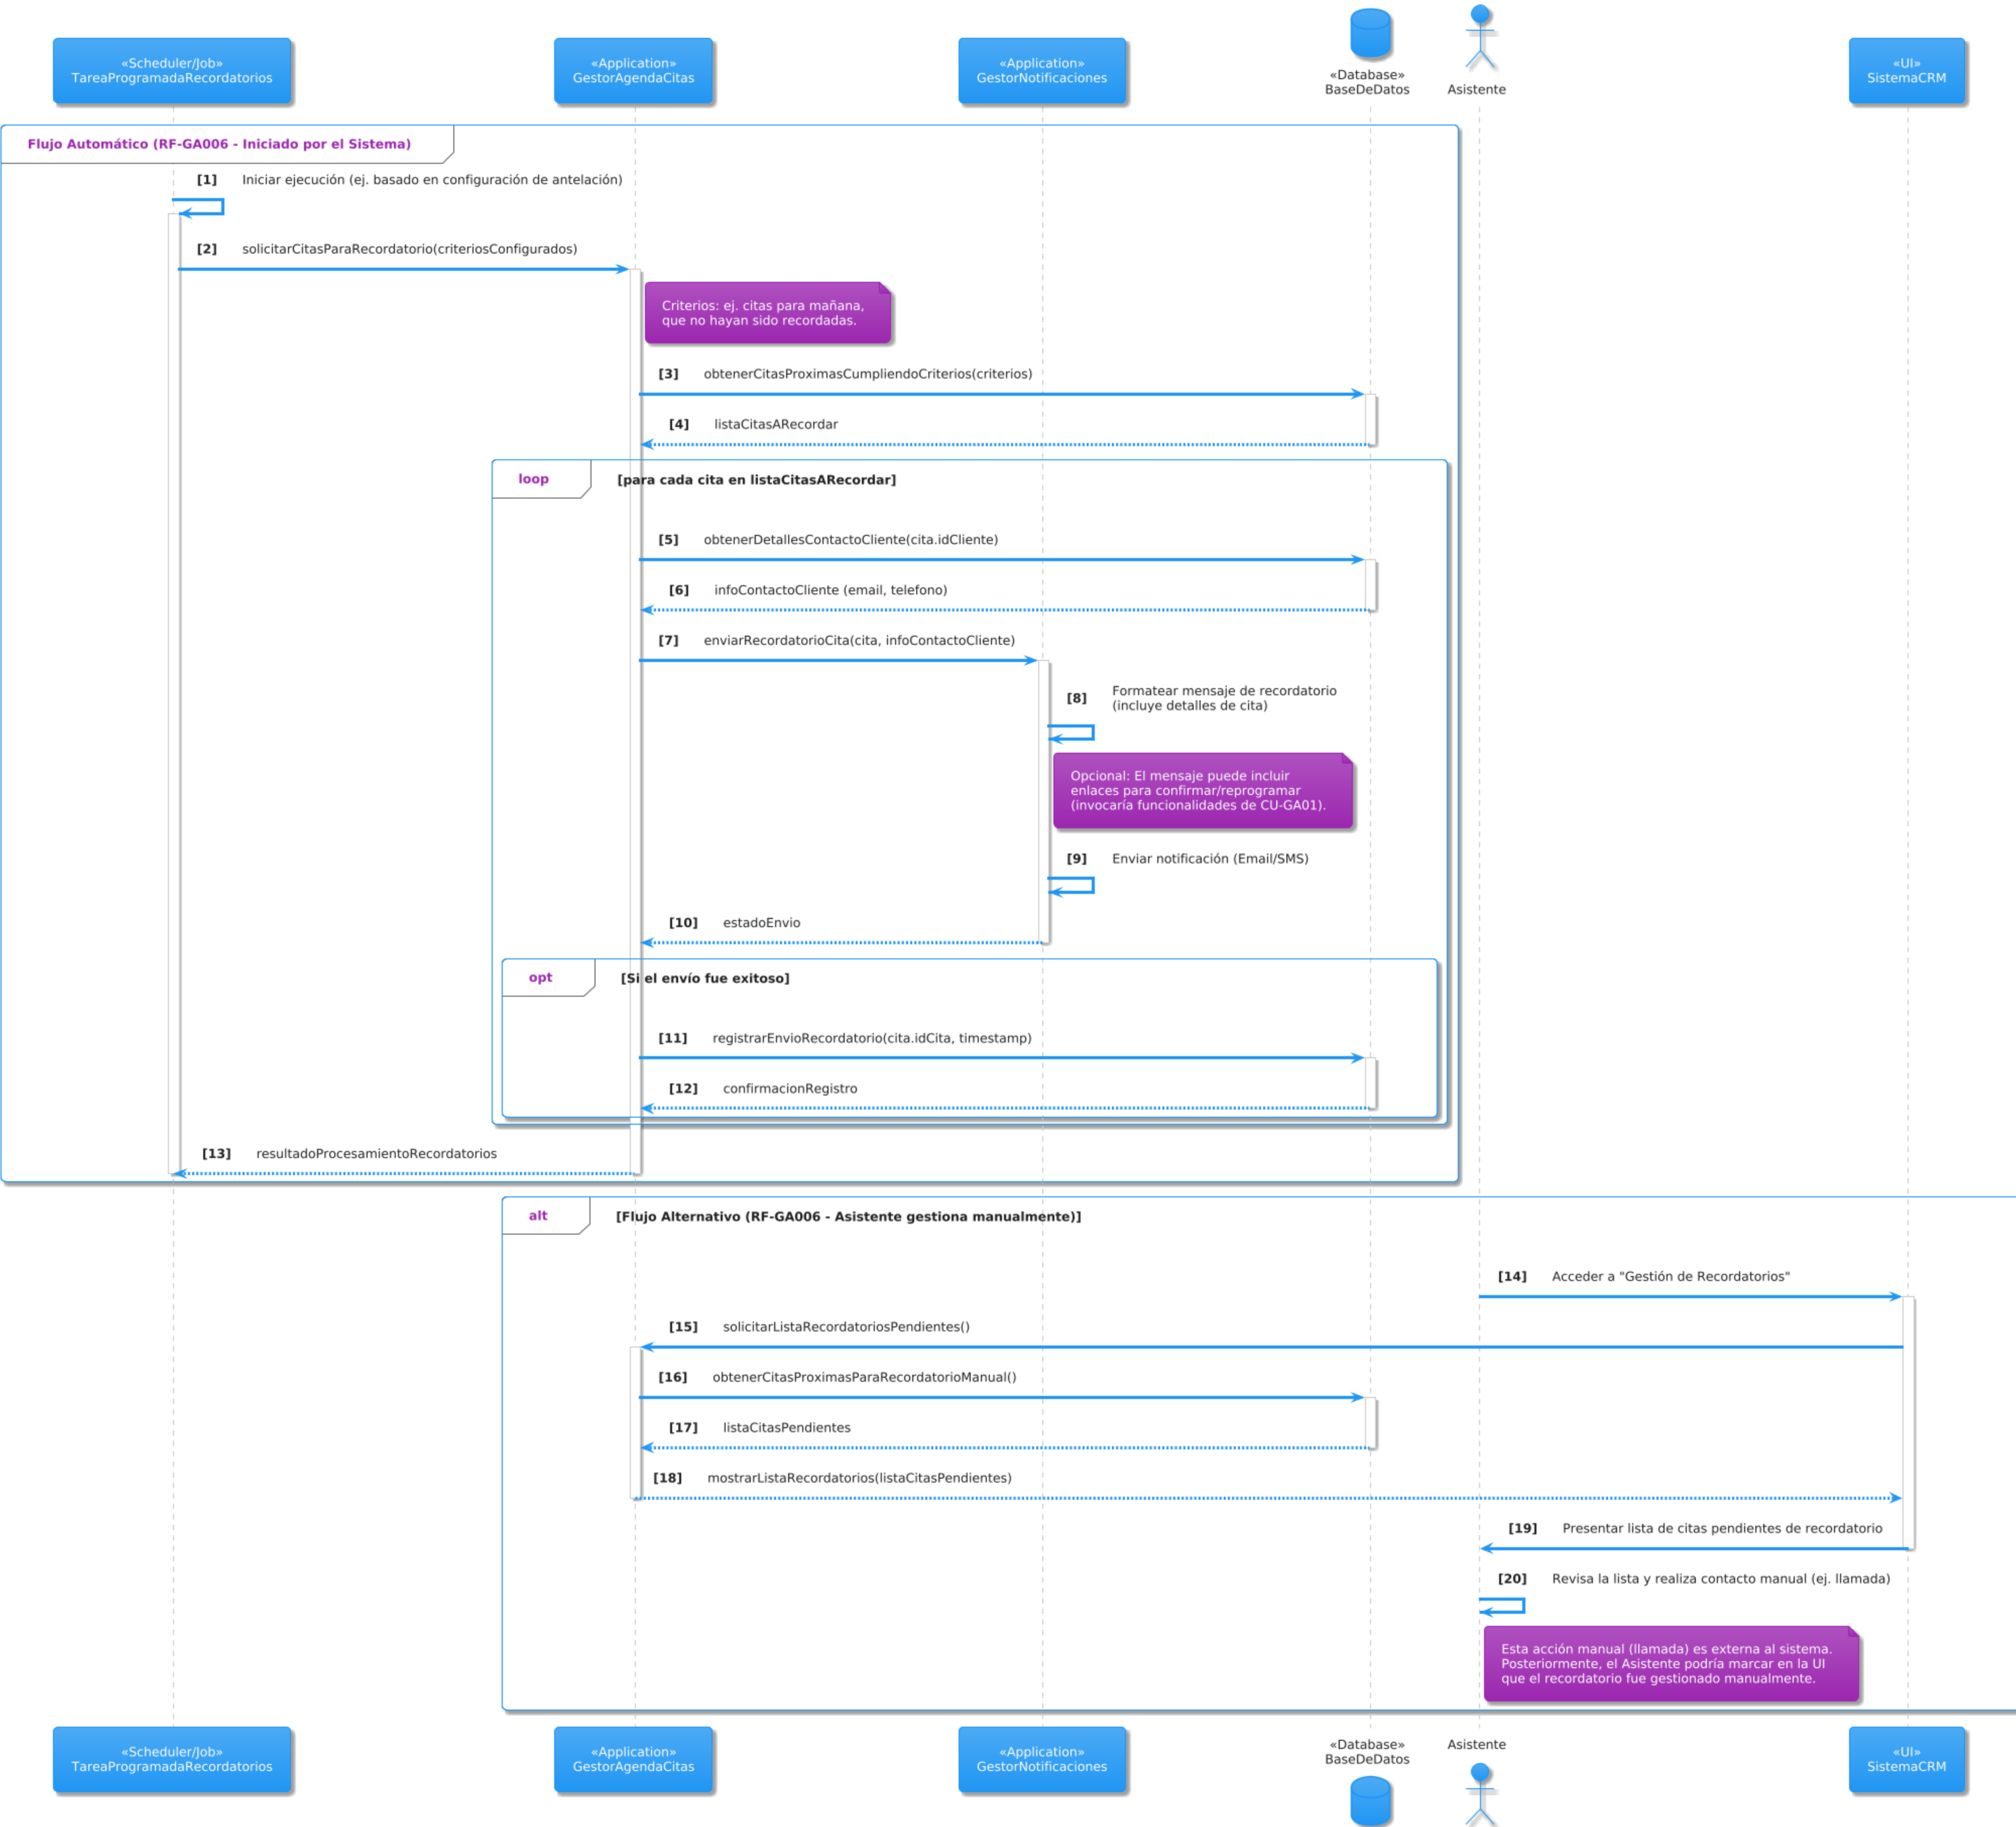 «Scheduler/Job»
TareaProgramadaRecordatorios
«Application»
GestorAgendaCitas
«Application»
GestorNotificaciones
«Database»
BaseDeDatos
Asistente
«UI»
SistemaCRM
Flujo Automático (RF-GA006 - Iniciado por el Sistema)
[1] Iniciar ejecución (ej. basado en configuración de antelación)
[2] solicitarCitasParaRecordatorio(criteriosConfigurados)
Criterios: ej. citas para mañana,
que no hayan sido recordadas.
[3] obtenerCitasProximasCumpliendoCriterios(criterios)
[4] listaCitasARecordar
loop [para cada cita en listaCitasARecordar]
[5] obtenerDetallesContactoCliente(cita.idCliente)
[6] infoContactoCliente (email, telefono)
[7] enviarRecordatorioCita(cita, infoContactoCliente)
[8] Formatear mensaje de recordatorio
(incluye detalles de cita)
Opcional: El mensaje puede incluir
enlaces para confirmar/reprogramar
(invocaría funcionalidades de CU-GA01).
[9] Enviar notificación (Email/SMS)
[10] estadoEnvio
opt [Si el envío fue exitoso]
[11] registrarEnvioRecordatorio(cita.idCita, timestamp)
[12] confirmacionRegistro
[13] resultadoProcesamientoRecordatorios
alt [Flujo Alternativo (RF-GA006 - Asistente gestiona manualmente)]
[14] Acceder a "Gestión de Recordatorios"
[15] solicitarListaRecordatoriosPendientes()
[16] obtenerCitasProximasParaRecordatorioManual()
[17] listaCitasPendientes
[18] mostrarListaRecordatorios(listaCitasPendientes)
[19] Presentar lista de citas pendientes de recordatorio
[20] Revisa la lista y realiza contacto manual (ej. llamada)
Esta acción manual (llamada) es externa al sistema.
Posteriormente, el Asistente podría marcar en la UI
que el recordatorio fue gestionado manualmente.
«Scheduler/Job»
TareaProgramadaRecordatorios
«Application»
GestorAgendaCitas
«Application»
GestorNotificaciones
«Database»
BaseDeDatos
Asistente
«UI»
SistemaCRM